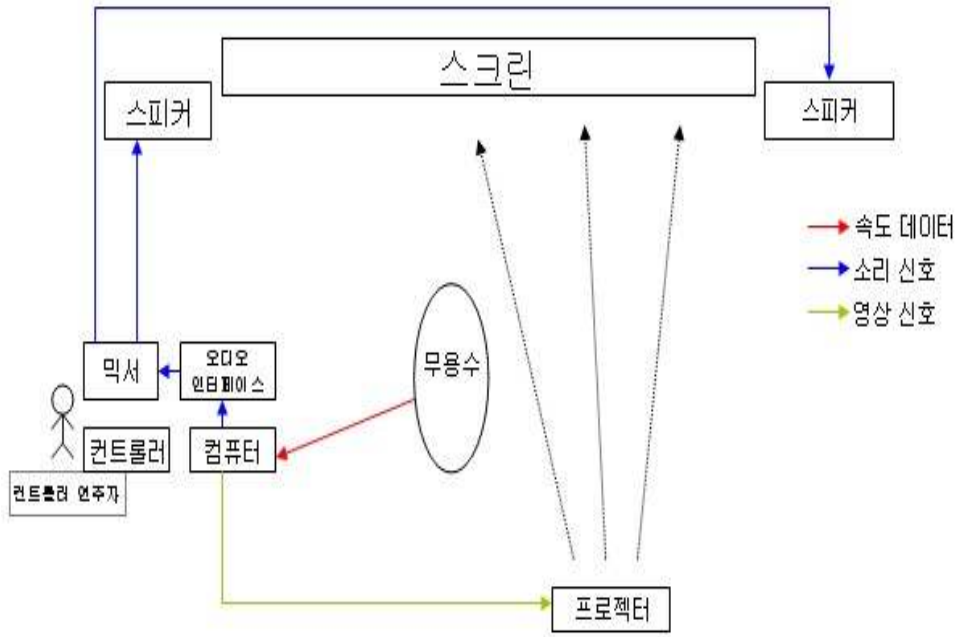 스크린
스피커
스피커
속도 데이터
소리 신호
영상 신호
무용수
믹서
오디오
인터페이스
컨트롤러
컴퓨터
컨트롤러 연주자
프로젝터